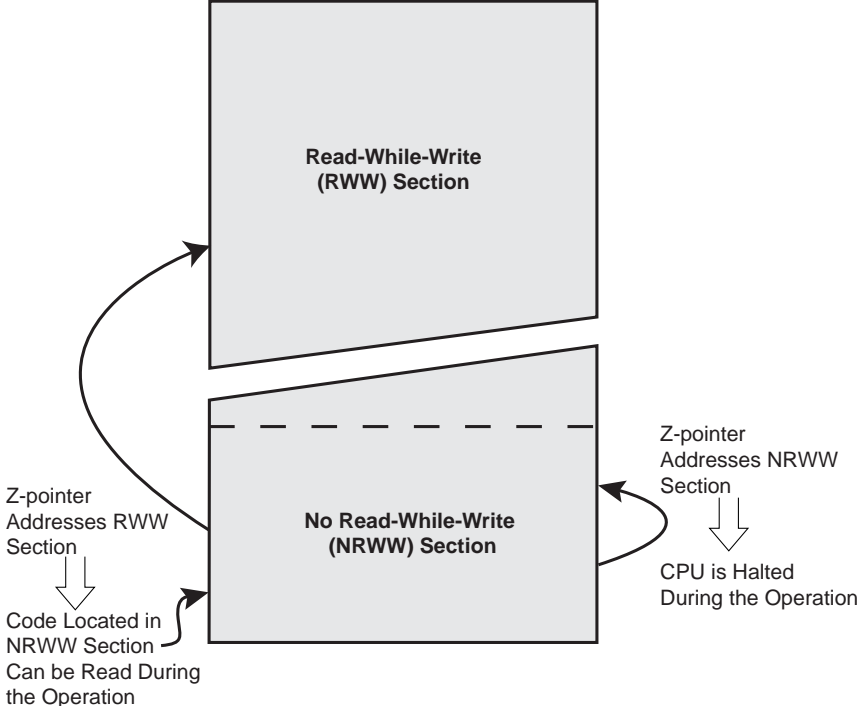 Read-While-Write
(RWW) Section
Z-pointer
Addresses NRWW
Section
CPU is Halted
During the Operation
No Read-While-Write
(NRWW) Section
Z-pointer
Addresses RWW
Section
Code Located in
NRWW Section
Can be Read During
the Operation